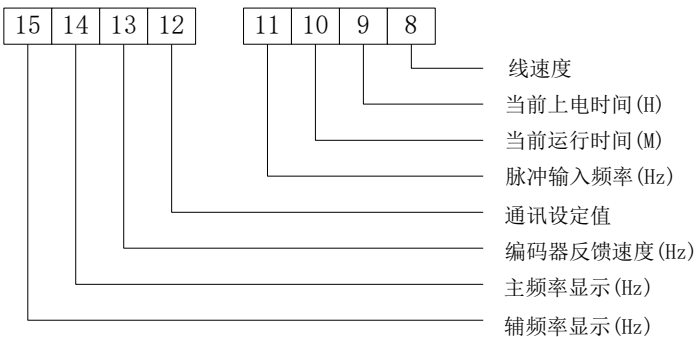 15 14 13 12 11 10 9 8
线速度
当前上电时间(H)
当前运行时间(M)
脉冲输入频率(Hz)
通讯设定值
编码器反馈速度(Hz)
主频率显示(Hz)
辅频率显示(Hz)